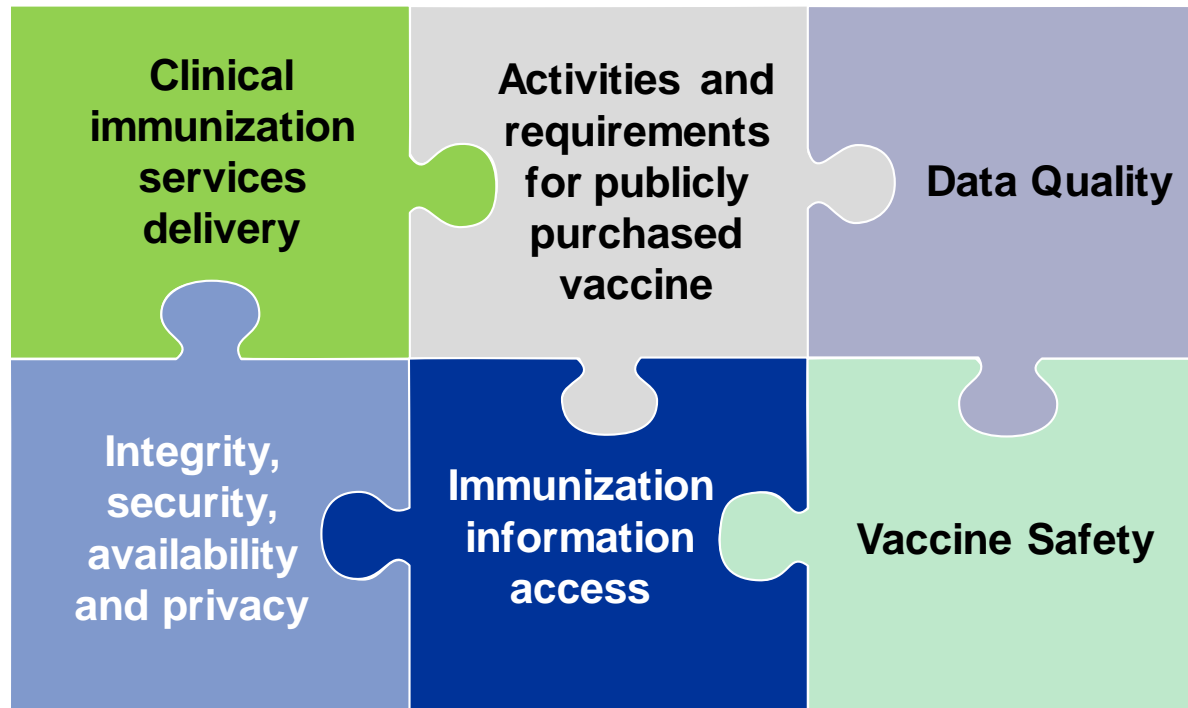 Clinical
immunization
services
delivery
Activities and
requirements
for publicly
purchased
vaccine
Data Quality
Integrity,
security,
availability
and privacy
Immunization
information
access
Vaccine Safety